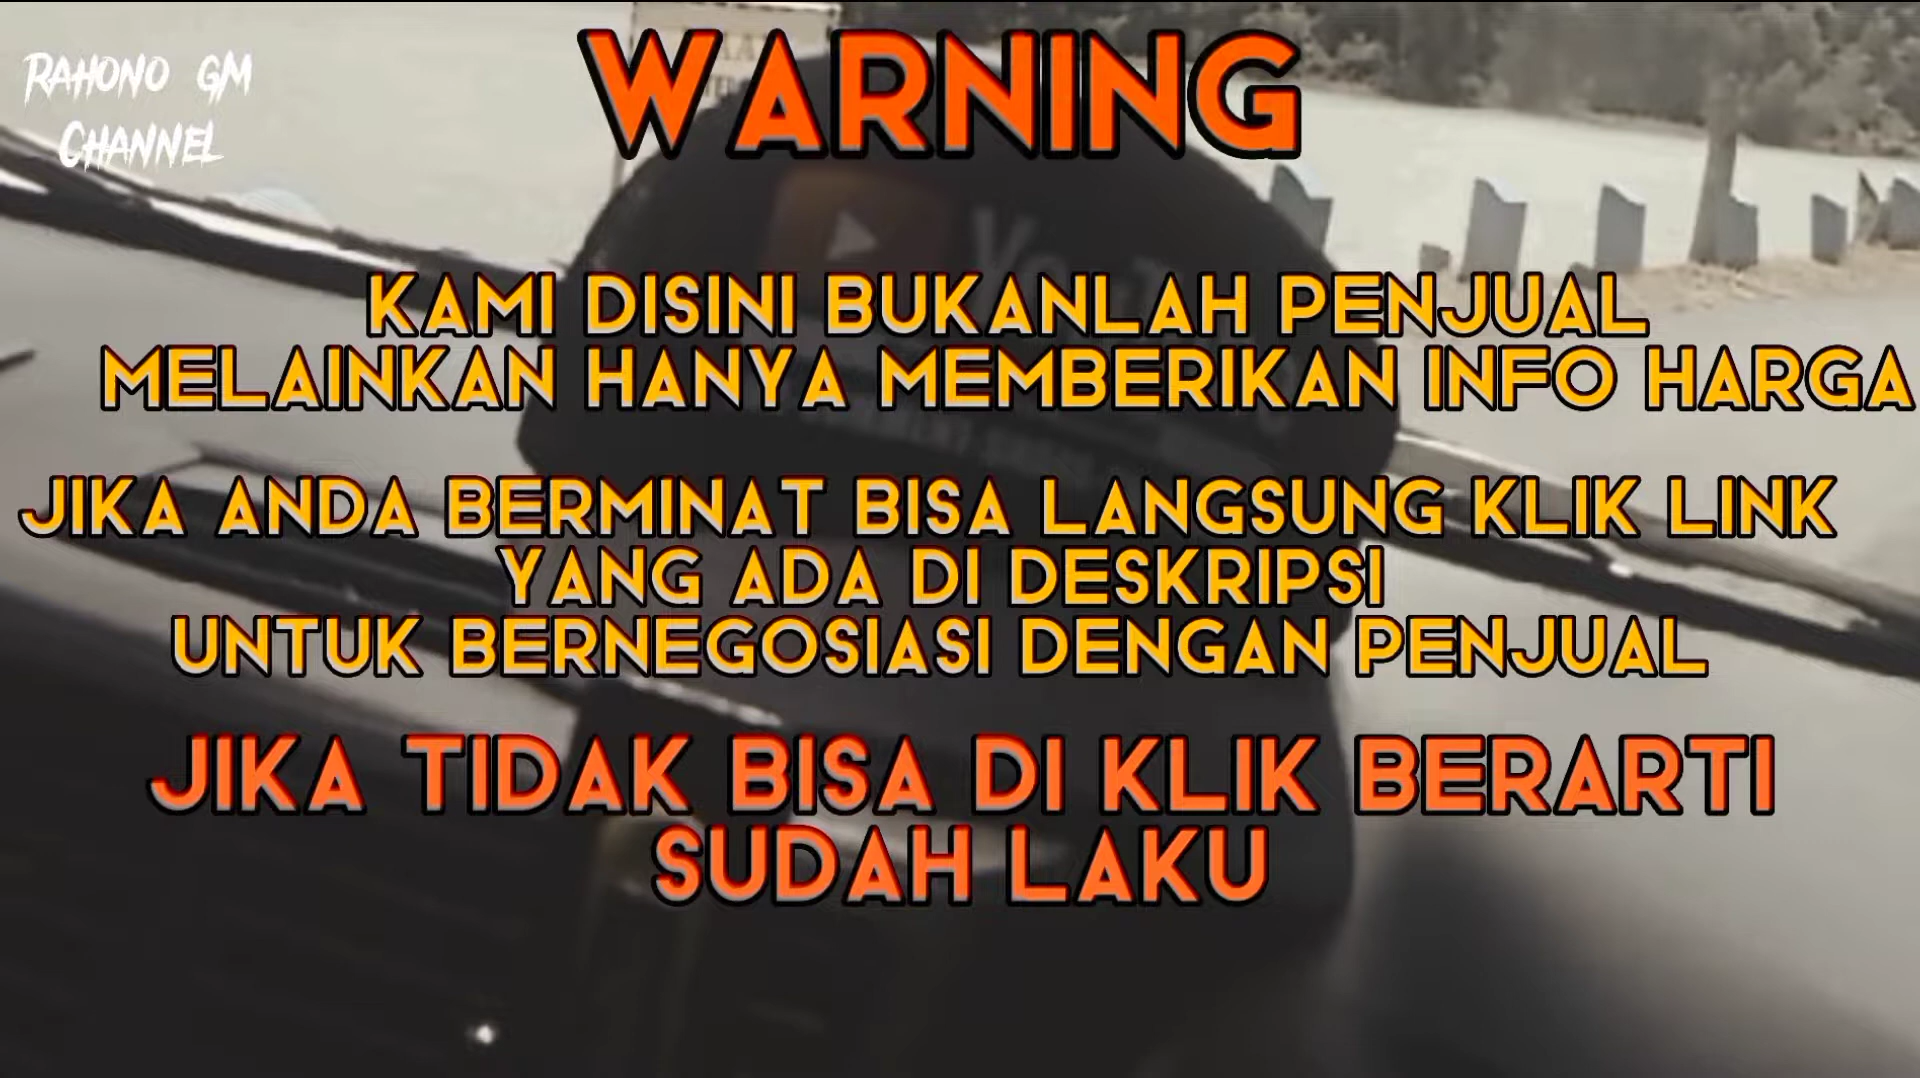 RAHONO GM
CHANNEL
WARNING
KAMI DISINI BUKANLAH PENJUAL
MELAINKAN HANYA MEMBERIKAN INFO HARGA
JIKA ANDA BERMINAT BISA LANGSUNG KLIK LINK
YANG ADA DI DESKRIPSI
UNTUK BERNEGOSIASI DENGAN PENJUAL
JIKA TIDAK BISA DI KLIK BERARTI
SUDAH LAKU